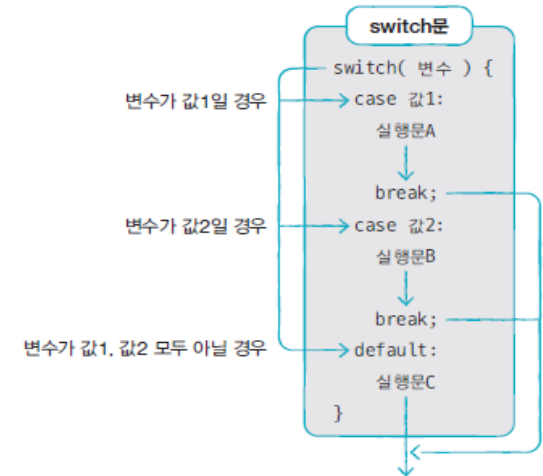 switch문
switch( 변수 ) {
변수가 값1일 경우
case 값1:
실행문A
break;
변수가 값2일 경우
case 값2:
실행문B
break;
변수가 값1, 값2 모두 아닐 경우
default:
실행문C
}